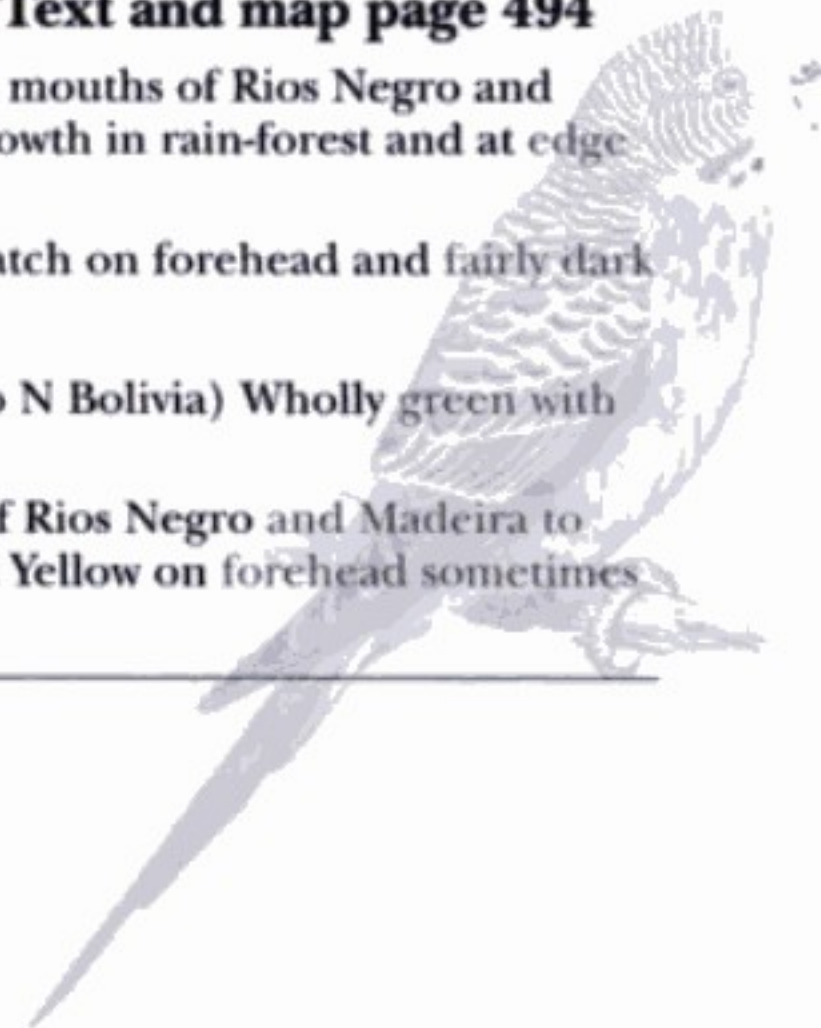 Text and map page 494
mouths of Rios Negro and
owth in rain-forest and at edge
atch on forehead and fairly dark
o N Bolivia) Wholly green with
f Rios Negro and Madeira to
Yellow on forehead sometimes